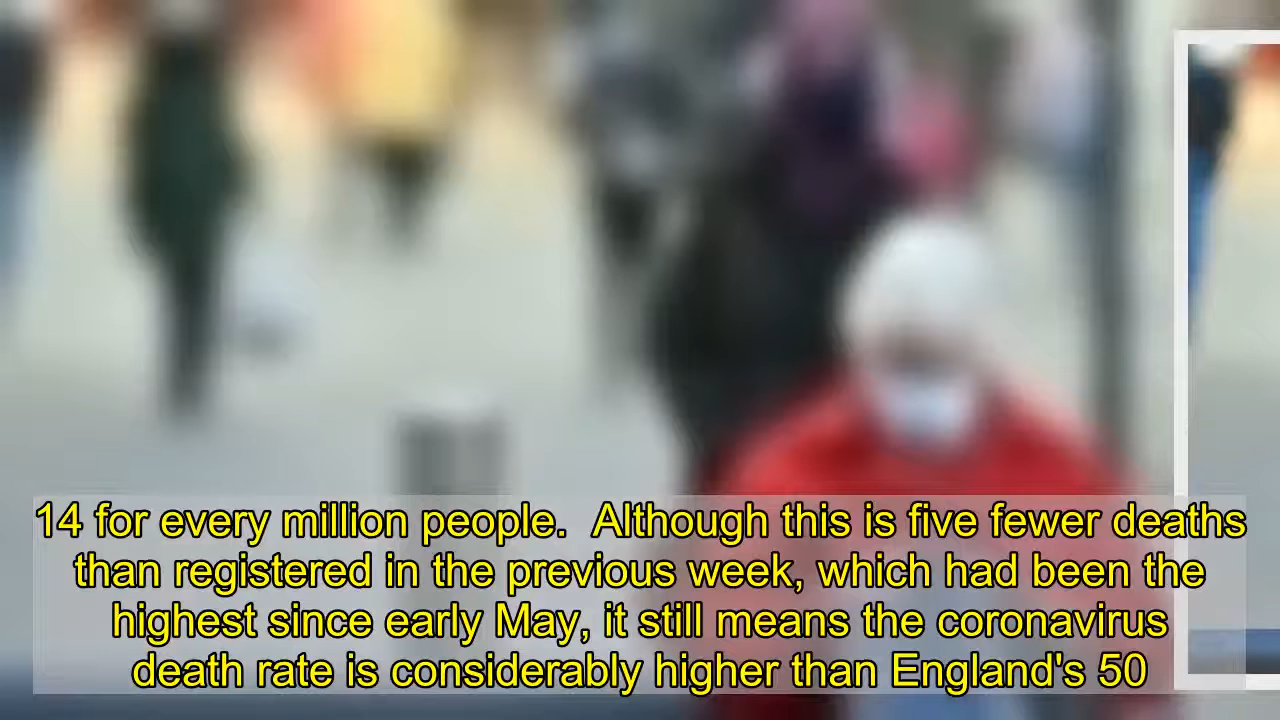 14 for every million people.  Although this is five fewer deaths
than registered in the previous week, which had been the
highest since early May, it still means the coronavirus
death rate is considerably higher than England's 50